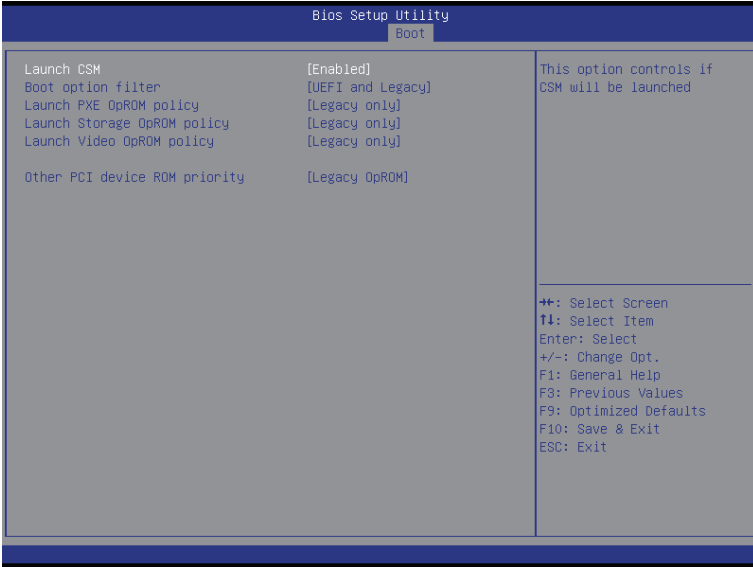 Bios Setup Utility
Boot
Launch CSM [Enabled]
Boot option filter [UEFI and Legacy]
Launch PXE OpROM policy [Legacy only]
Launch Storage OpROM policy [Legacy only]
Launch Video OpROM policy [Legacy only]
Other PCI device ROM priority [Legacy OpROM]
This option controls if
CSM will be launched
→←: Select Screen
↑↓: Select Item
Enter: Select
+/-: Change Opt.
F1: General Help
F3: Previous Values
F9: Optimized Defaults
F10: Save & Exit
ESC: Exit